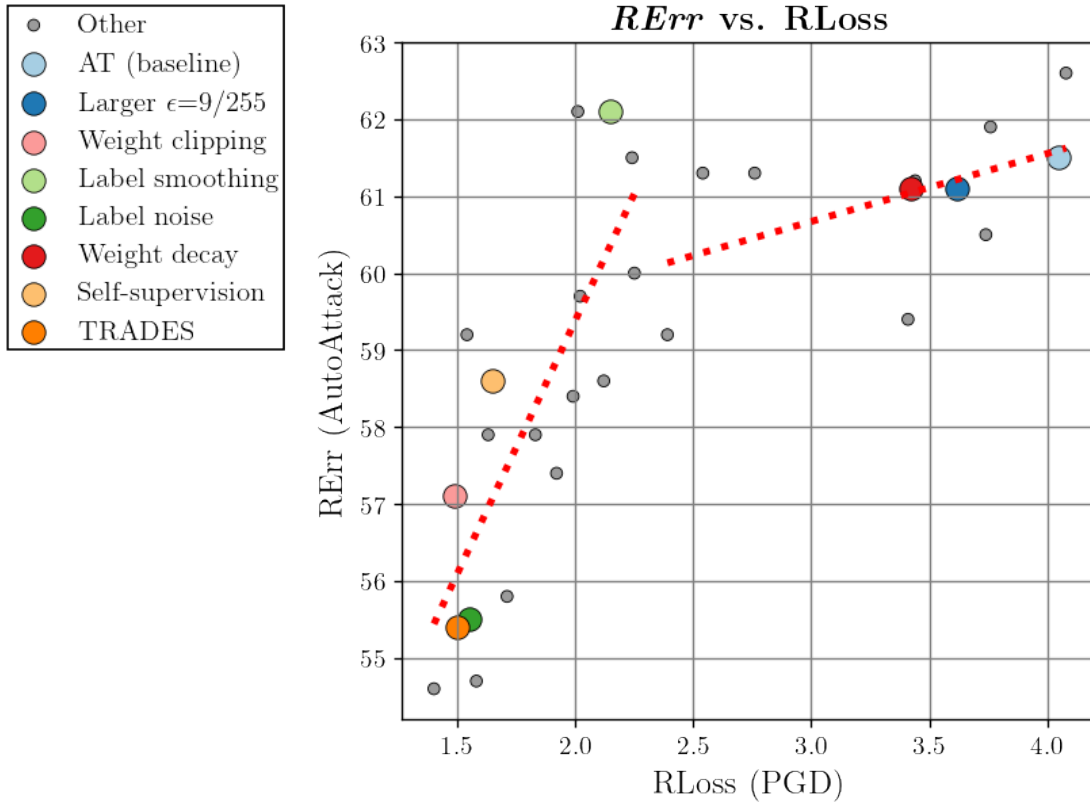 Other
AT (baseline)
Larger ϵ=9/255
Weight clipping
Label smoothing
Label noise
Weight decay
Self-supervision
TRADES
RErr vs. RLoss
RErr (AutoAttack)
63
62
61
60
59
58
57
56
55
1.5 2.0 2.5 3.0 3.5 4.0
RLoss (PGD)